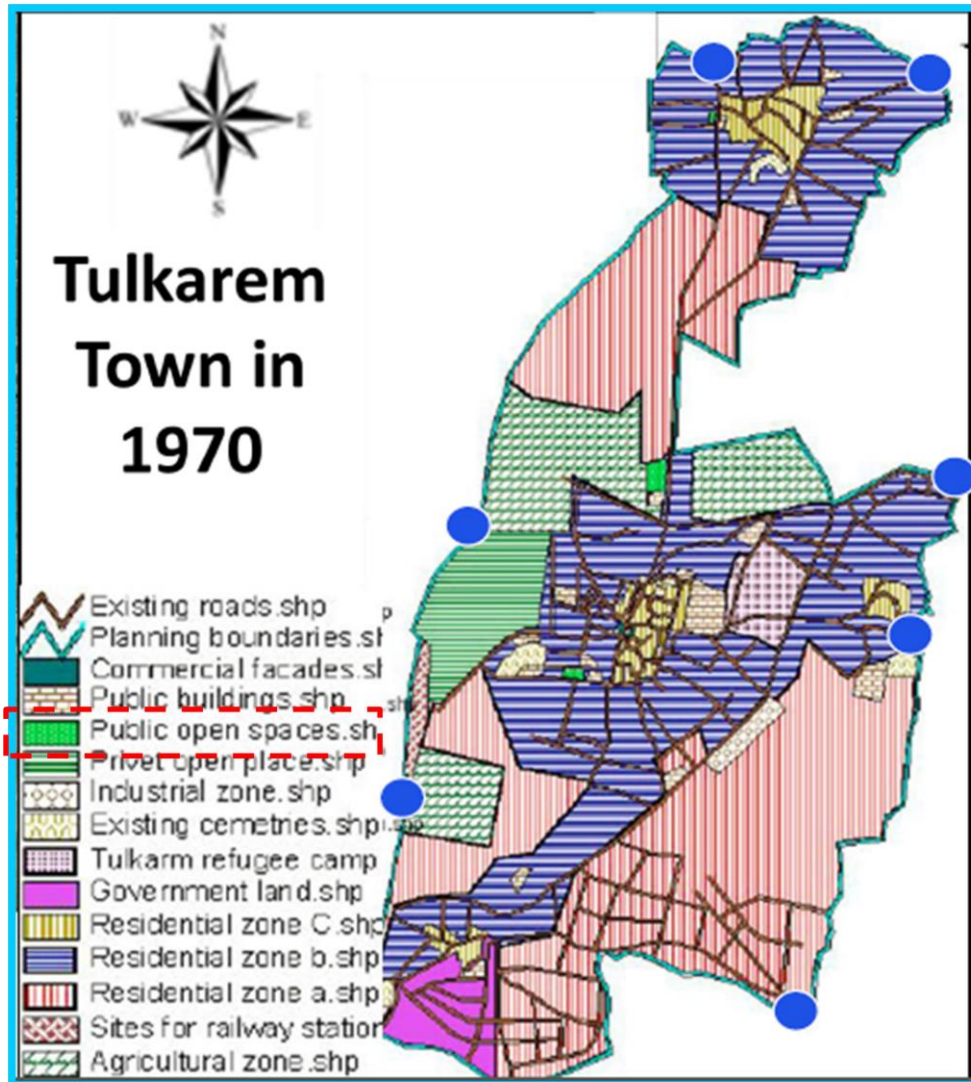 N
W
E
S
Tulkarem
Town in
1970
Existing roads.shp
Planning boundaries.sh
Commercial facades.sh
Public buildings.shp
Public open spaces.sh
Privet open place.shp
Industrial zone.shp
Existing cemetries.shp
Tulkarm refugee camp
Government land.shp
Residential zone C.shp
Residential zone b.shp
Residential zone a.shp
Sites for railway station
Agricultural zone.shp